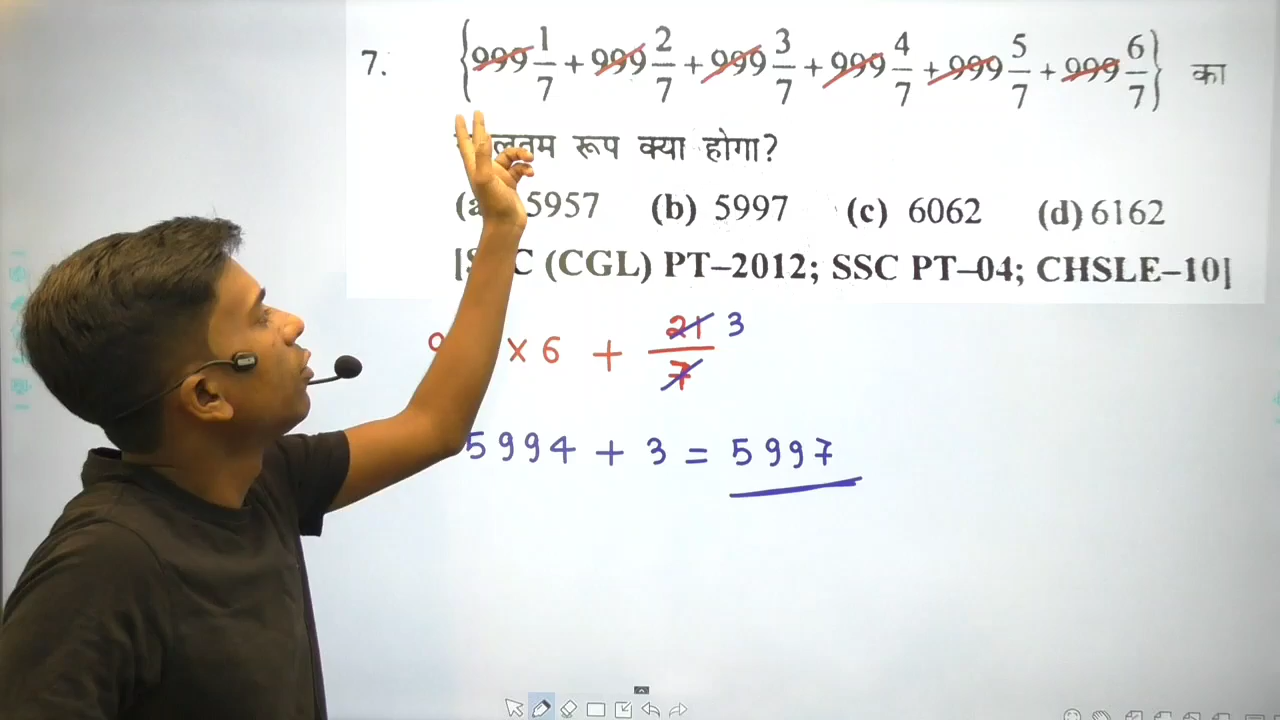 7. {999 1/7 + 999 2/7 + 999 3/7 + 999 4/7 + 999 5/7 + 999 6/7} का
रूप क्या होगा?
(a) 5957 (b) 5997 (c) 6062 (d) 6162
[SSC (CGL) PT–2012; SSC PT–04; CHSLE–10]
× 6 + 21/7 3
5994 + 3 = 5997